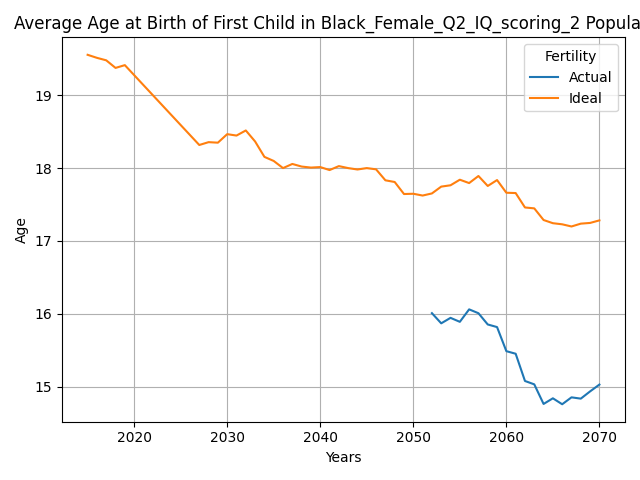 Average Age at Birth of First Child in Black_Female_Q2_IQ_scoring_2 Popula
Fertility
Actual
Ideal
19
18
17
16
15
Age
2020 2030 2040 2050 2060 2070
Years